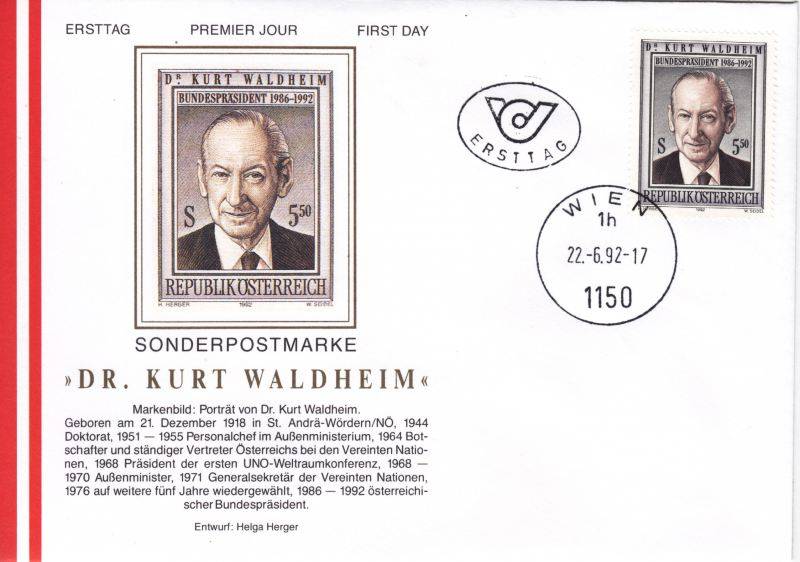 ERSTTAG PREMIER JOUR FIRST DAY
DR. KURT WALDHEIM
BUNDESPRÄSIDENT 1986-1992
S 5.50
REPUBLIK ÖSTERREICH
H. HERGER 1992 W. SEIDEL
SONDERPOSTMARKE
»DR. KURT WALDHEIM«
Markenbild: Porträt von Dr. Kurt Waldheim.
Geboren am 21. Dezember 1918 in St. Andrä-Wördern/NÖ, 1944
Doktorat, 1951 — 1955 Personalchef im Außenministerium, 1964 Bot-
schafter und ständiger Vertreter Österreichs bei den Vereinten Natio-
nen, 1968 Präsident der ersten UNO-Weltraumkonferenz, 1968 —
1970 Außenminister, 1971 Generalsekretär der Vereinten Nationen,
1976 auf weitere fünf Jahre wiedergewählt, 1986 — 1992 österreichi-
scher Bundespräsident.
Entwurf: Helga Herger
ERSTTAG
DR. KURT WALDHEIM
BUNDESPRÄSIDENT 1986-1992
S 5.50
REPUBLIK ÖSTERREICH
1992 W. SEIDEL
WIEN
1h
22.-6.92-17
1150